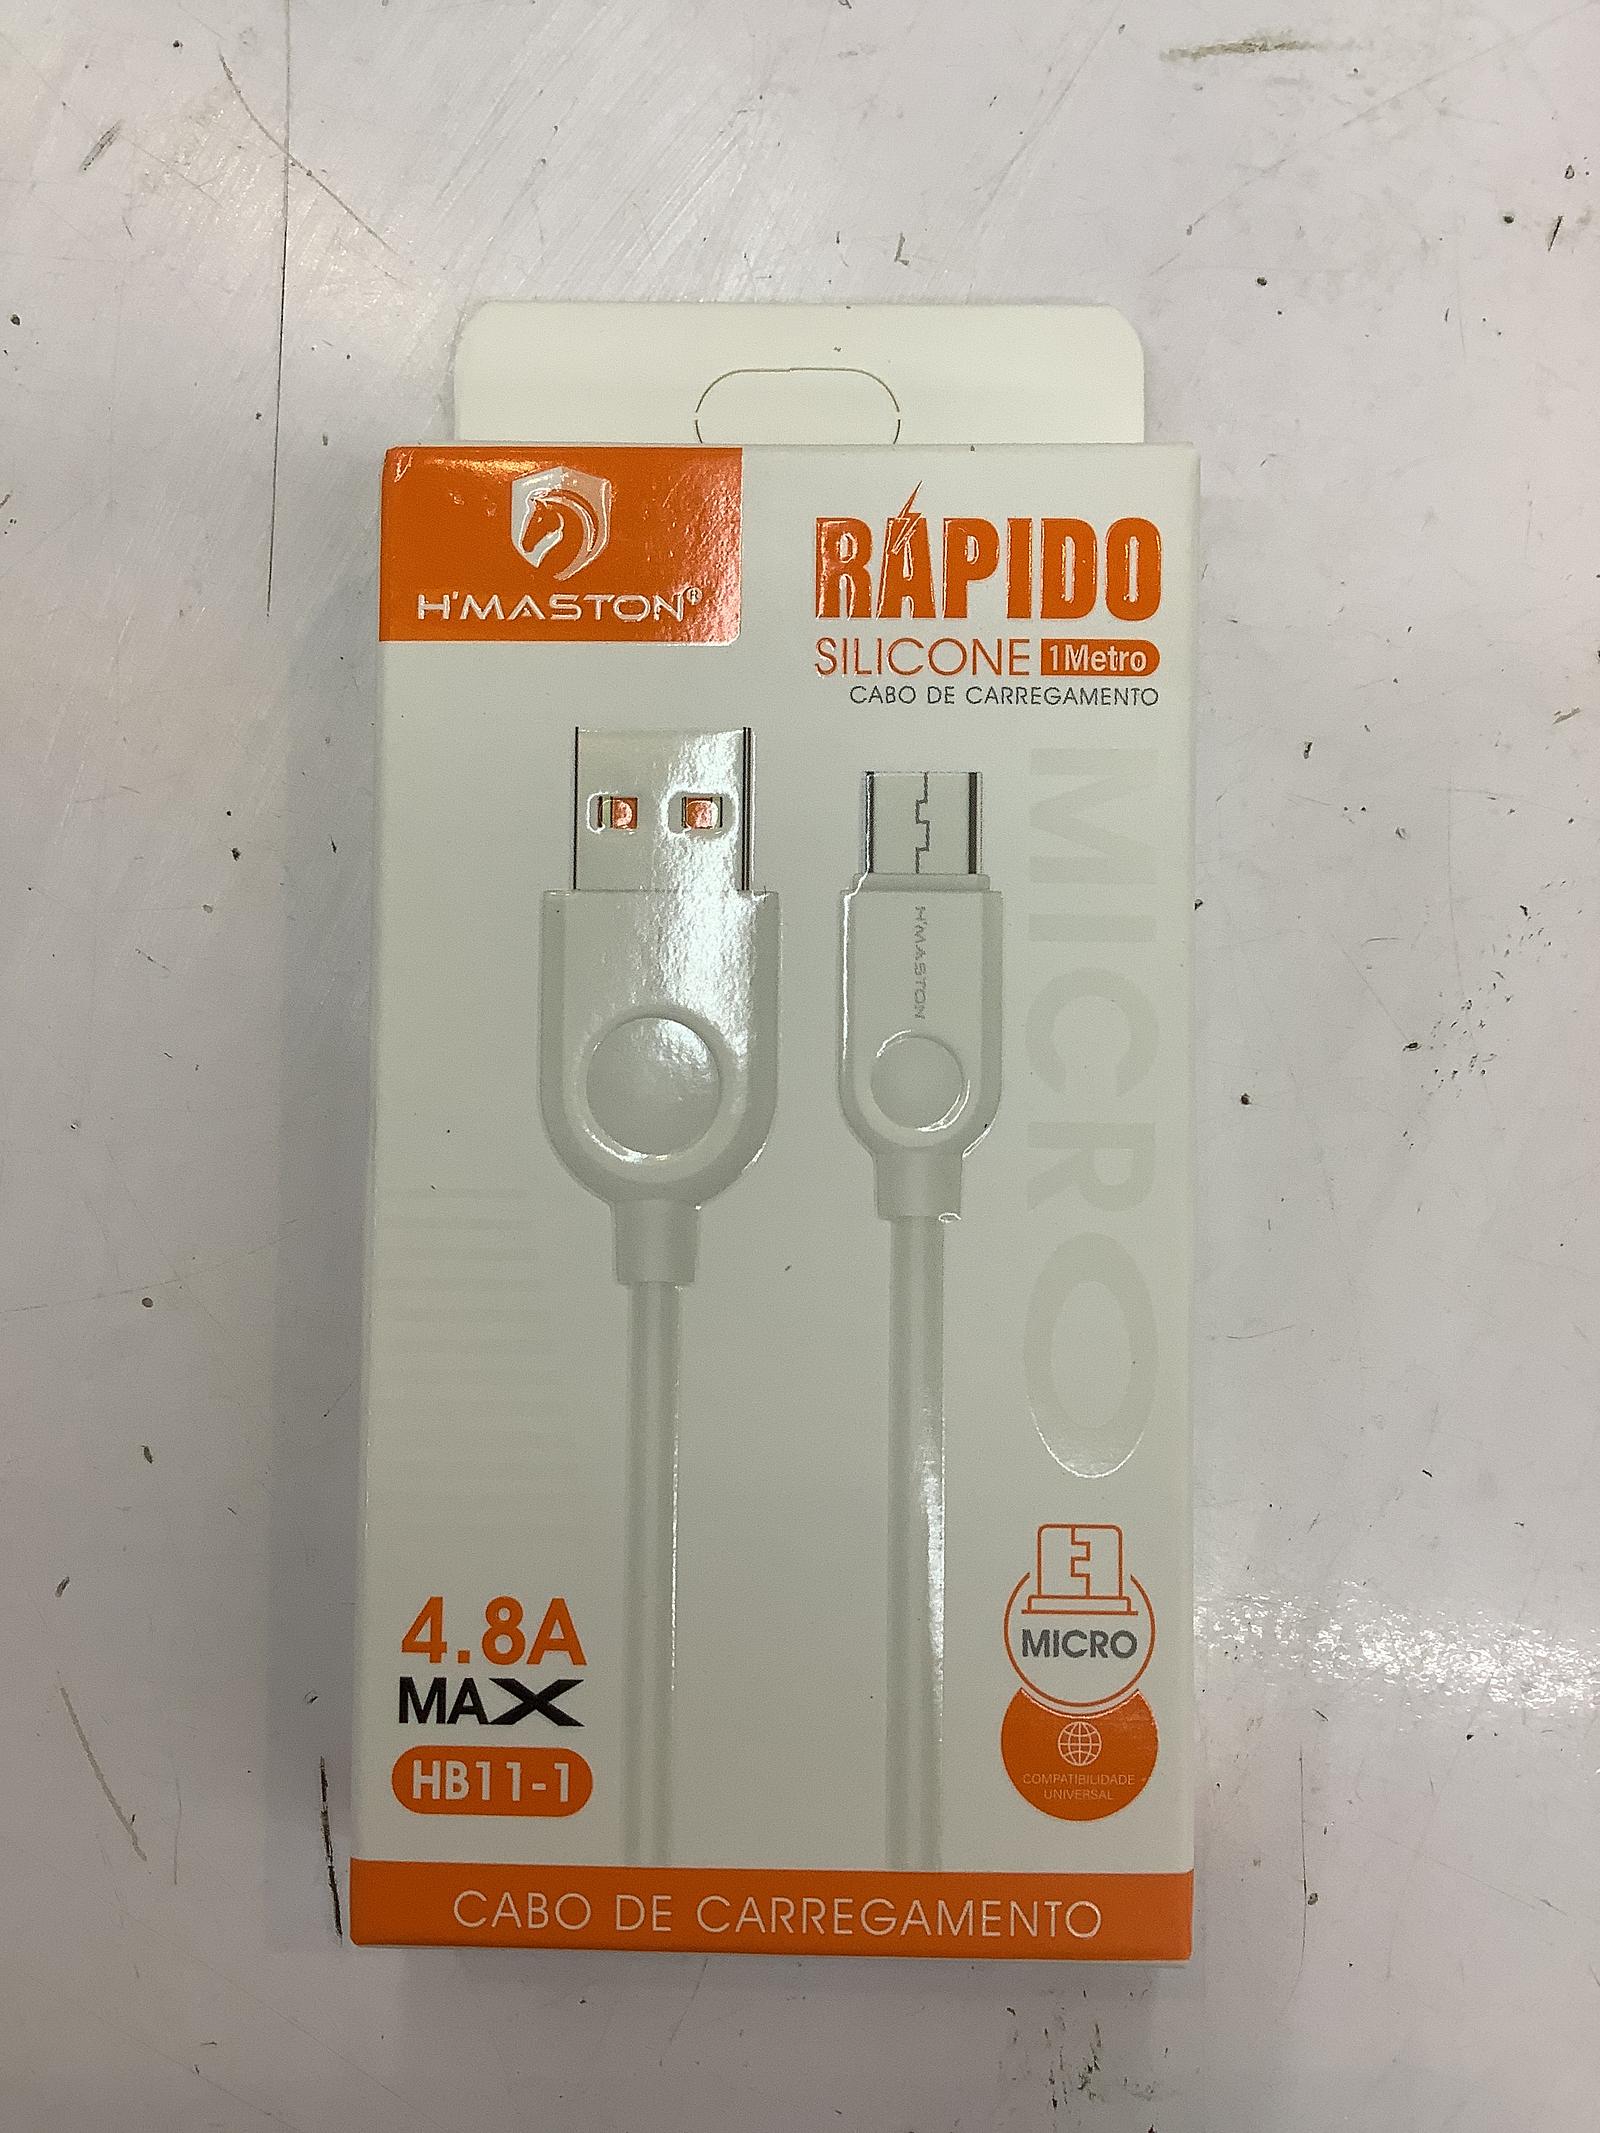 H'MASTON®
RÁPIDO
SILICONE 1Metro
CABO DE CARREGAMENTO
H'MASTON
MICRO
4.8A
MAX
HB11-1
MICRO
COMPATIBILIDADE
UNIVERSAL
CABO DE CARREGAMENTO